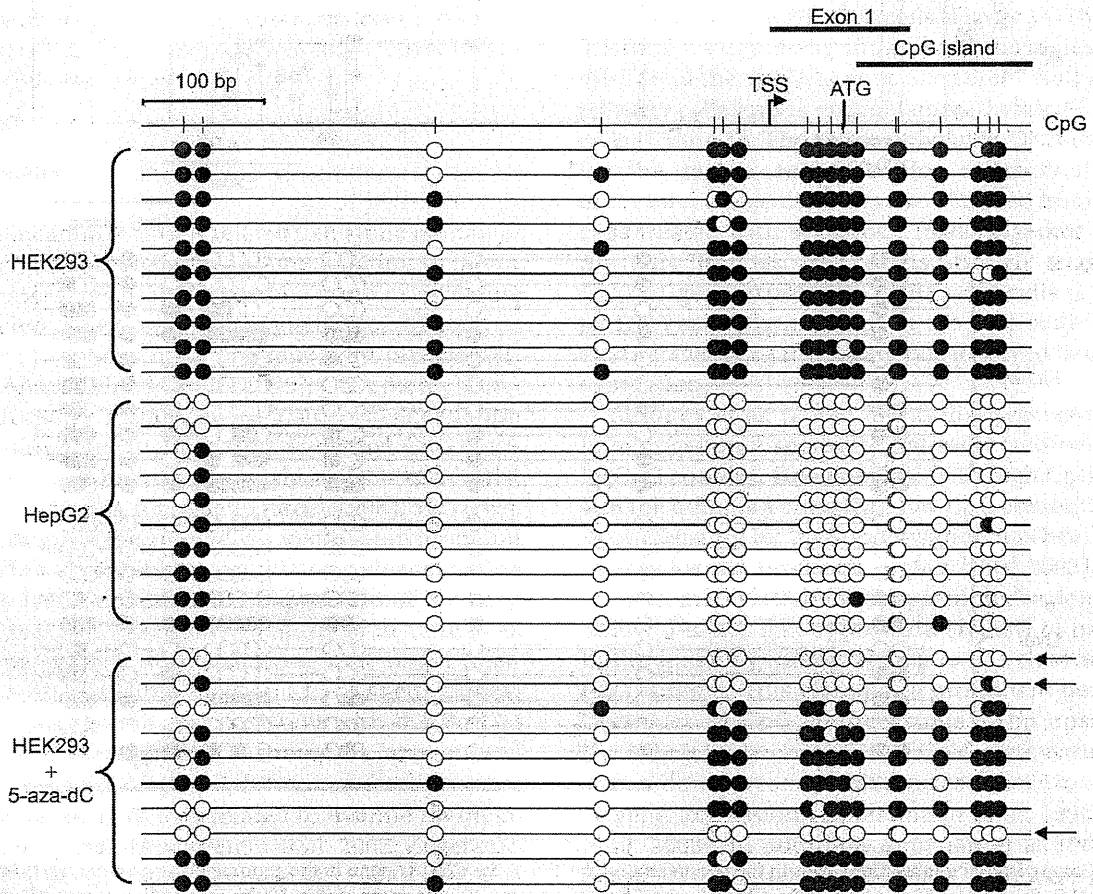 Exon 1
CpG island
100 bp
TSS
ATG
CpG
HEK293
HepG2
HEK293
+
5-aza-dC